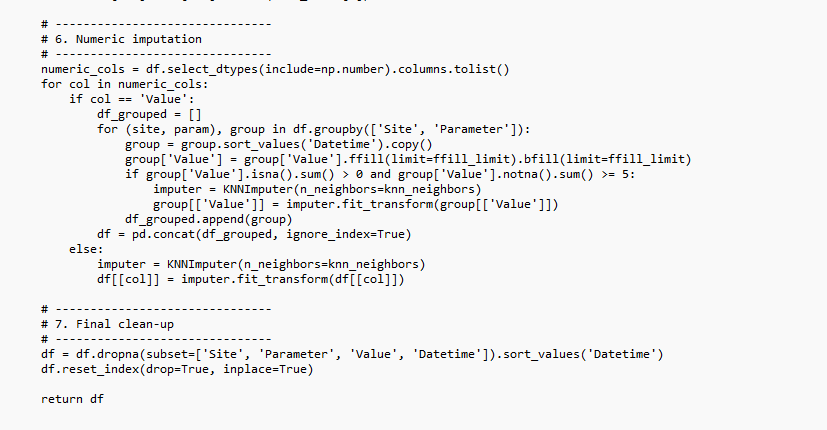 # -------------------------------
# 6. Numeric imputation
# -------------------------------
numeric_cols = df.select_dtypes(include=np.number).columns.tolist()
for col in numeric_cols:
    if col == 'Value':
        df_grouped = []
        for (site, param), group in df.groupby(['Site', 'Parameter']):
            group = group.sort_values('Datetime').copy()
            group['Value'] = group['Value'].ffill(limit=ffill_limit).bfill(limit=ffill_limit)
            if group['Value'].isna().sum() > 0 and group['Value'].notna().sum() >= 5:
                imputer = KNNImputer(n_neighbors=knn_neighbors)
                group[['Value']] = imputer.fit_transform(group[['Value']])
            df_grouped.append(group)
        df = pd.concat(df_grouped, ignore_index=True)
    else:
        imputer = KNNImputer(n_neighbors=knn_neighbors)
        df[[col]] = imputer.fit_transform(df[[col]])
# -------------------------------
# 7. Final clean-up
# -------------------------------
df = df.dropna(subset=['Site', 'Parameter', 'Value', 'Datetime']).sort_values('Datetime')
df.reset_index(drop=True, inplace=True)
return df